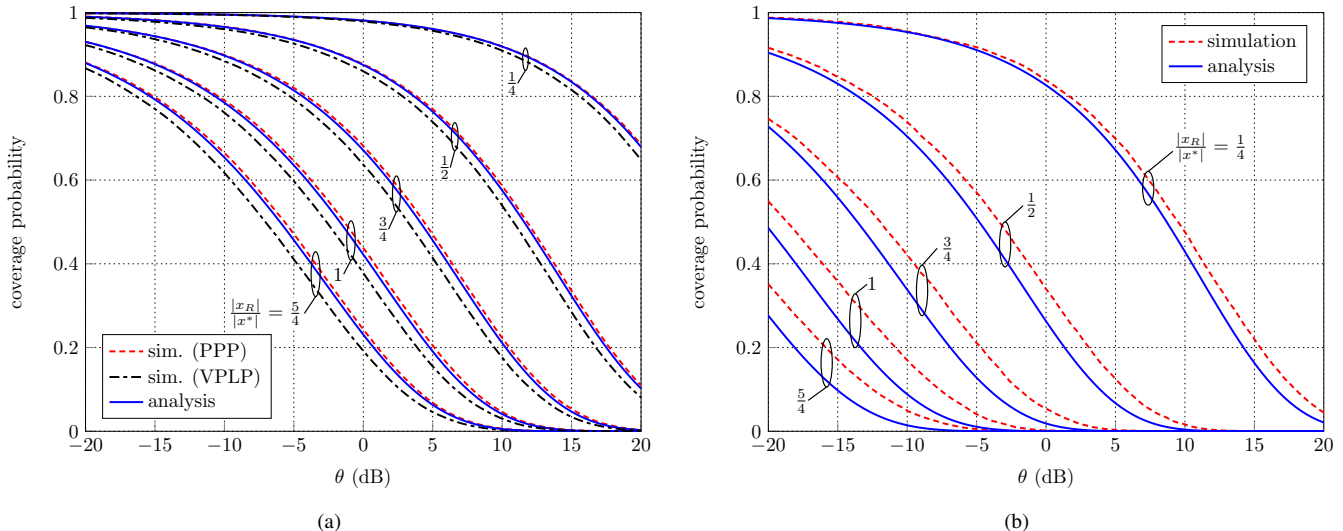 1
0.8
0.6
0.4
0.2
0
−20
−15
−10
−5
0
5
10
15
20
θ (dB)
coverage probability
1/4
1/2
3/4
1
|x_R|/|x*| = 5/4
sim. (PPP)
sim. (VPLP)
analysis
(a)
1
0.8
0.6
0.4
0.2
0
−20
−15
−10
−5
0
5
10
15
20
θ (dB)
coverage probability
simulation
analysis
|x_R|/|x*| = 1/4
1/2
3/4
1
5/4
(b)